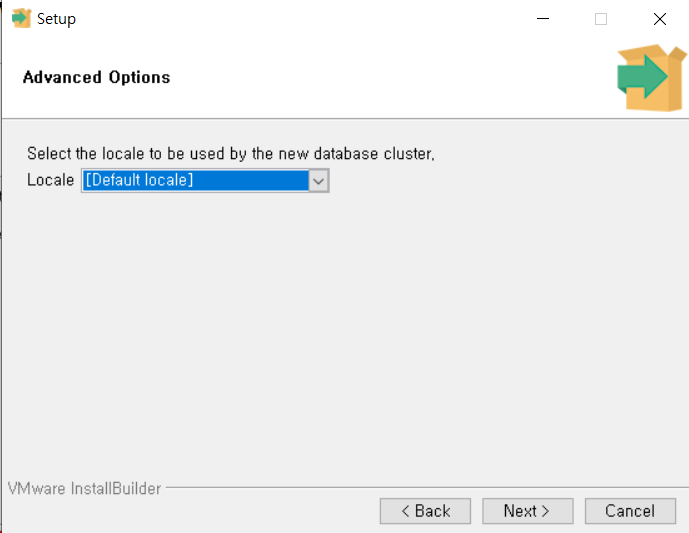 Setup
Advanced Options
Select the locale to be used by the new database cluster.
Locale [Default locale]
VMware InstallBuilder
< Back Next > Cancel